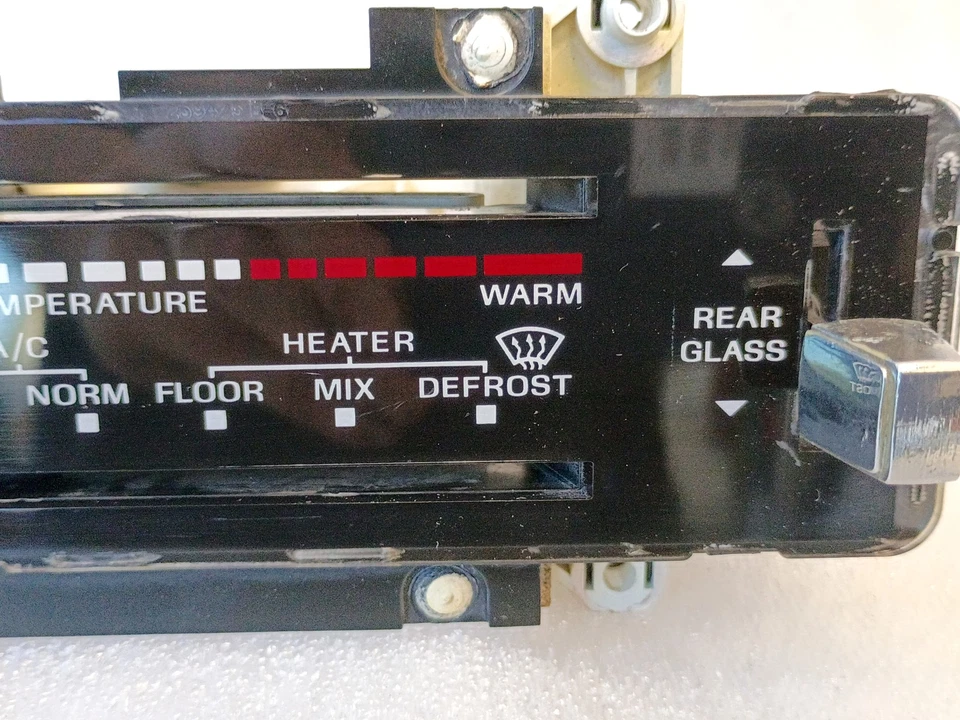 MPERATURE
WARM
A/C
HEATER
NORM FLOOR MIX DEFROST
REAR
GLASS